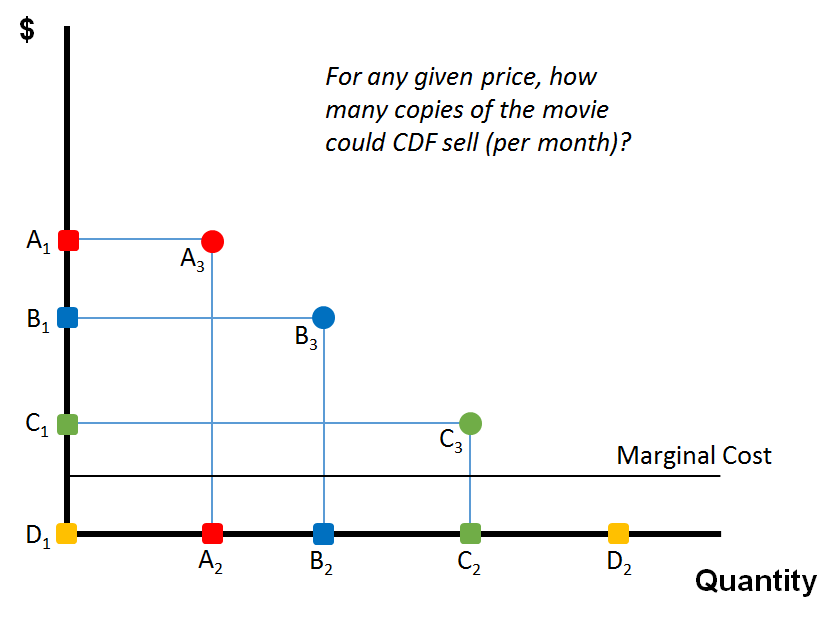 $
For any given price, how
many copies of the movie
could CDF sell (per month)?
A₁
A₃
B₁
B₃
C₁
C₃
Marginal Cost
D₁
A₂
B₂
C₂
D₂
Quantity